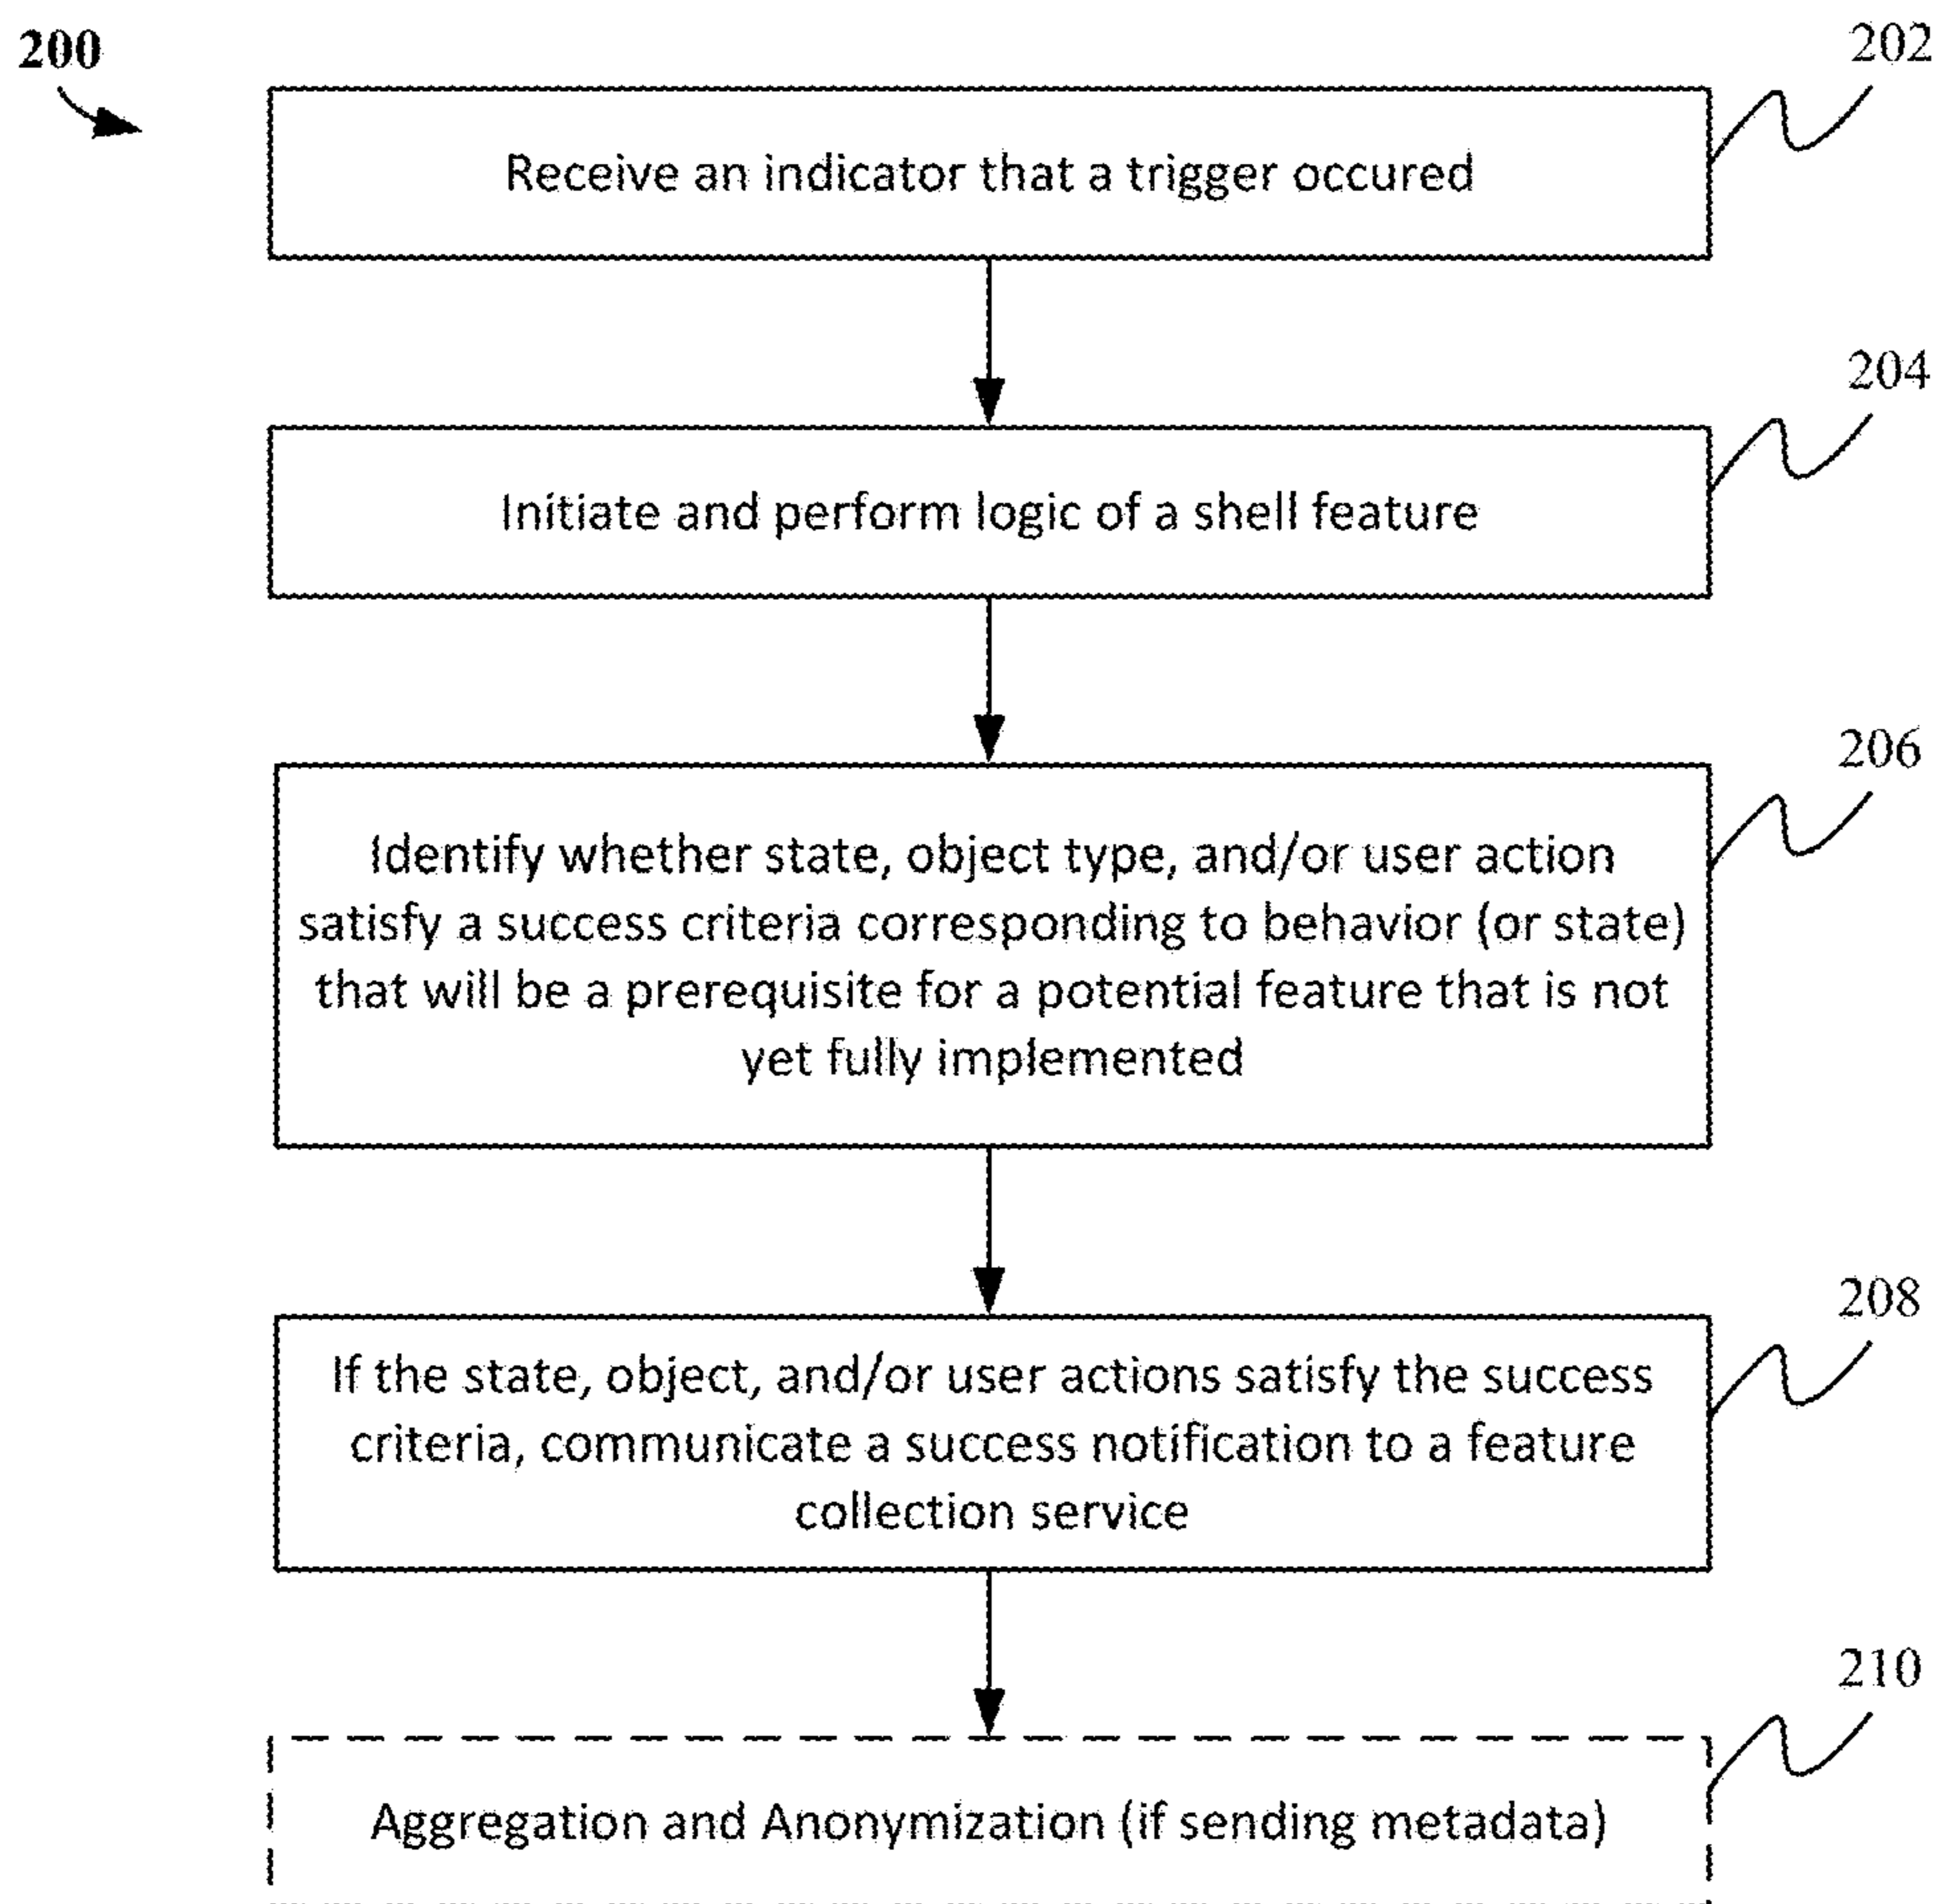 200
202
Receive an indicator that a trigger occured
204
Initiate and perform logic of a shell feature
206
Identify whether state, object type, and/or user action
satisfy a success criteria corresponding to behavior (or state)
that will be a prerequisite for a potential feature that is not
yet fully implemented
208
If the state, object, and/or user actions satisfy the success
criteria, communicate a success notification to a feature
collection service
210
Aggregation and Anonymization (if sending metadata)